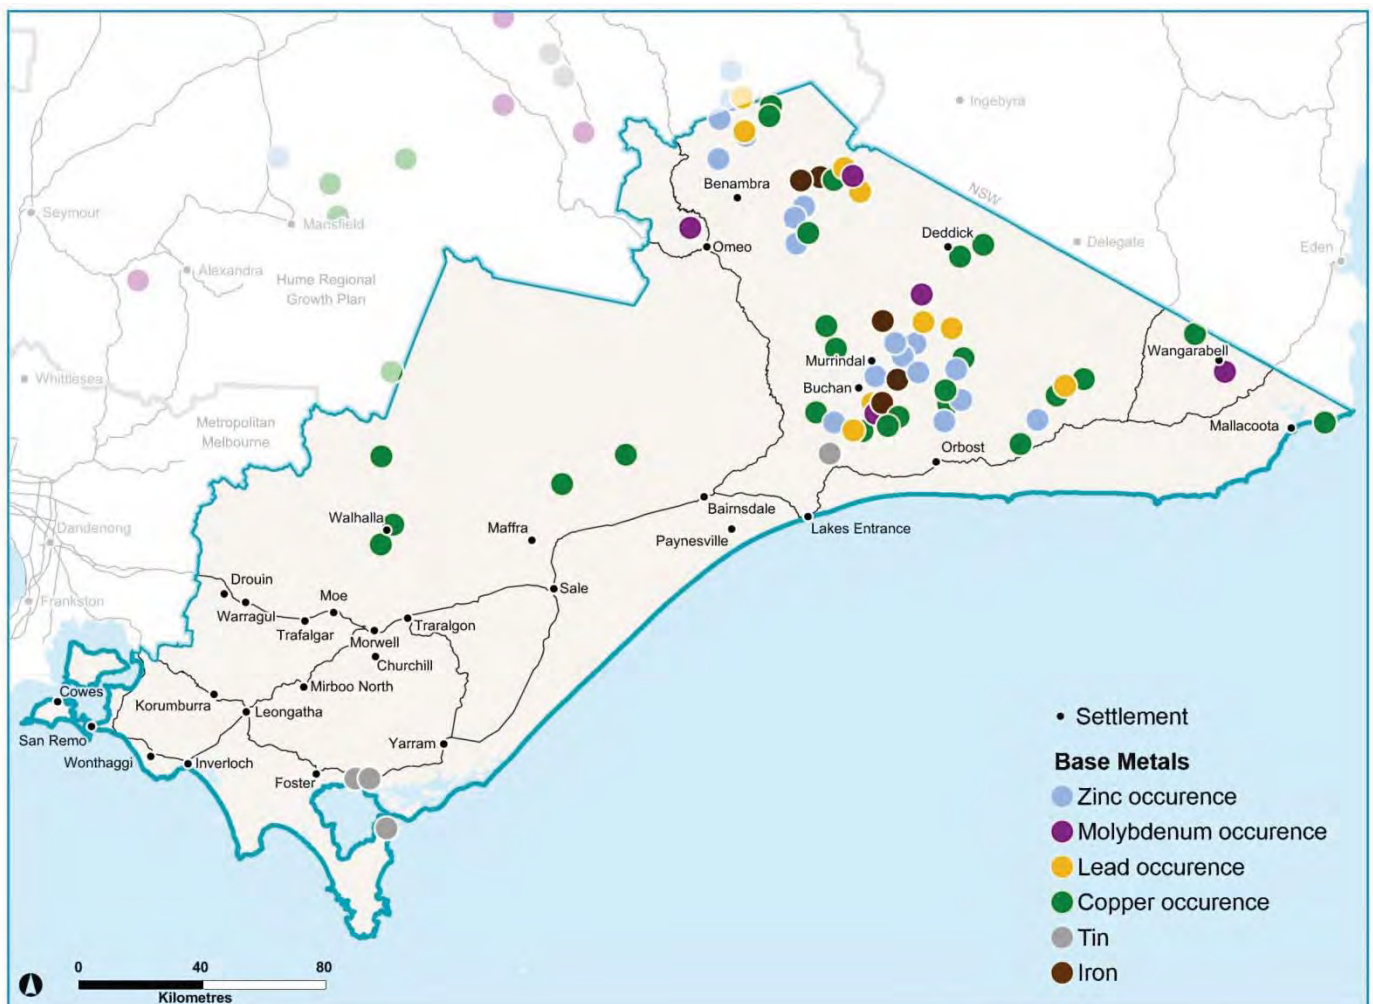 Ingebyra
Benambra
NSW
Seymour
Mansfield
Deddick
Delegate
Omeo
Eden
Alexandra
Hume Regional
Growth Plan
Murrindal
Wangarabell
Whittlesea
Buchan
Metropolitan
Melbourne
Mallacoota
Orbost
Walhalla
Bairnsdale
Maffra
Lakes Entrance
Dandenong
Paynesville
Drouin
Sale
Moe
Frankston
Warragul
Traralgon
Trafalgar
Morwell
Churchill
Mirboo North
Cowes
Korumburra
Leongatha
San Remo
Yarram
Wonthaggi
Inverloch
Foster
Settlement
Base Metals
Zinc occurence
Molybdenum occurence
Lead occurence
Copper occurence
Tin
Iron
0 40 80
Kilometres